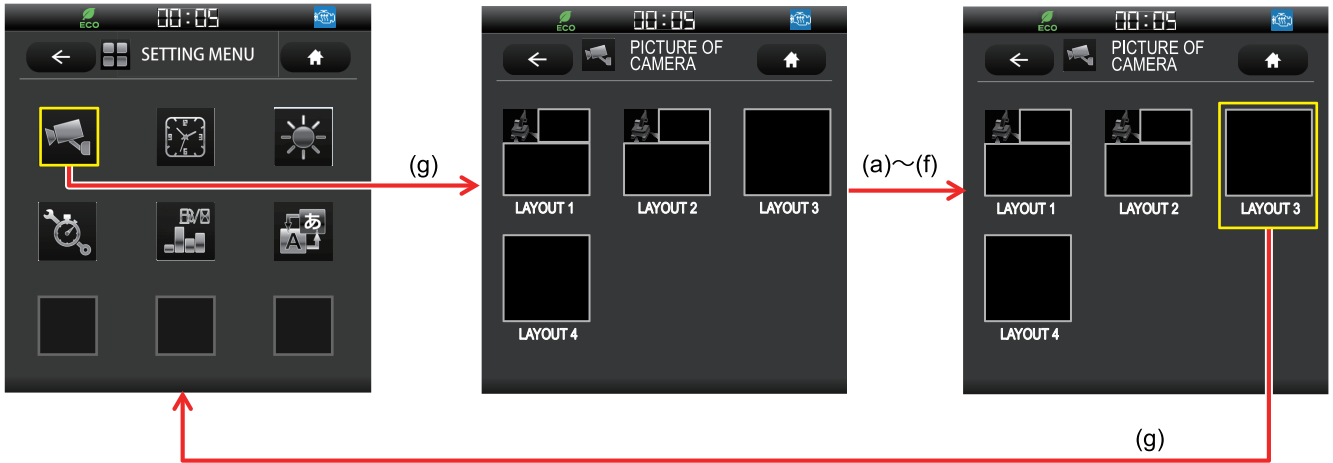 ECO
00:05
SETTING MENU
あ
A
(g)
ECO
00:05
PICTURE OF
CAMERA
LAYOUT 1
LAYOUT 2
LAYOUT 3
LAYOUT 4
(a)～(f)
ECO
00:05
PICTURE OF
CAMERA
LAYOUT 1
LAYOUT 2
LAYOUT 3
LAYOUT 4
(g)